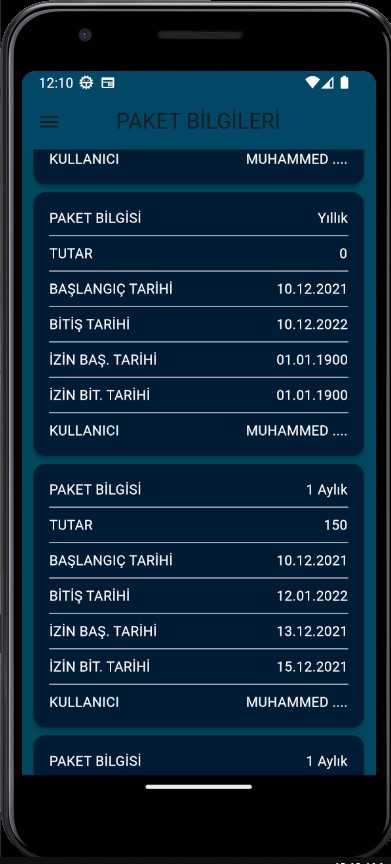 12:10
PAKET BİLGİLERİ
KULLANICI MUHAMMED ....
PAKET BİLGİSİ Yıllık
TUTAR 0
BAŞLANGIÇ TARİHİ 10.12.2021
BİTİŞ TARİHİ 10.12.2022
İZİN BAŞ. TARİHİ 01.01.1900
İZİN BİT. TARİHİ 01.01.1900
KULLANICI MUHAMMED ....
PAKET BİLGİSİ 1 Aylık
TUTAR 150
BAŞLANGIÇ TARİHİ 10.12.2021
BİTİŞ TARİHİ 12.01.2022
İZİN BAŞ. TARİHİ 13.12.2021
İZİN BİT. TARİHİ 15.12.2021
KULLANICI MUHAMMED ....
PAKET BİLGİSİ 1 Aylık